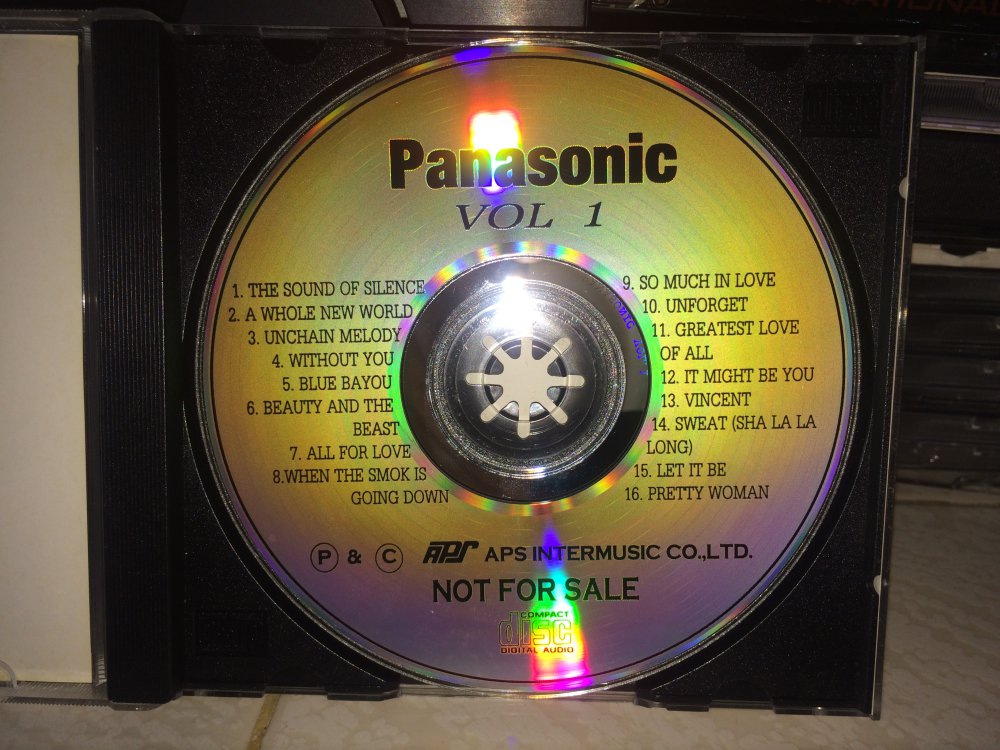 Panasonic
VOL 1
1. THE SOUND OF SILENCE
2. A WHOLE NEW WORLD
3. UNCHAIN MELODY
4. WITHOUT YOU
5. BLUE BAYOU
6. BEAUTY AND THE
BEAST
7. ALL FOR LOVE
8.WHEN THE SMOK IS
GOING DOWN
9. SO MUCH IN LOVE
10. UNFORGET
11. GREATEST LOVE
OF ALL
12. IT MIGHT BE YOU
13. VINCENT
14. SWEAT (SHA LA LA
LONG)
15. LET IT BE
16. PRETTY WOMAN
P & C APS APS INTERMUSIC CO.,LTD.
NOT FOR SALE
COMPACT
disc
DIGITAL AUDIO